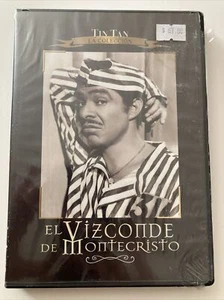 TIN TAN
LA COLECCIÓN
EL VIZCONDE
DE MONTECRISTO